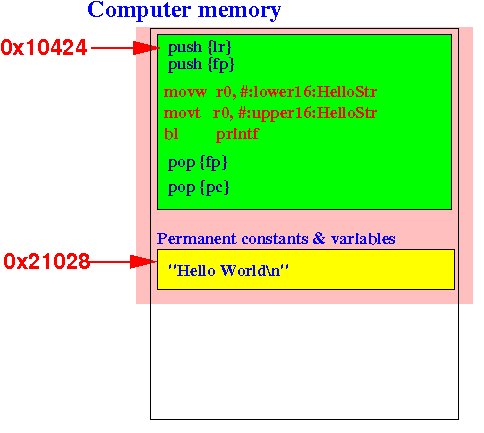 Computer memory
0x10424
push {lr}
push {fp}
movw r0, #:lower16:HelloStr
movt r0, #:upper16:HelloStr
bl printf
pop {fp}
pop {pc}
Permanent constants & variables
0x21028
"Hello World\n"